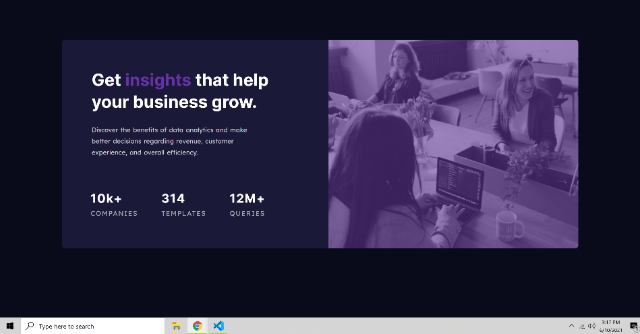 Get insights that help
your business grow.
Discover the benefits of data analytics and make
better decisions regarding revenue, customer
experience, and overall efficiency.
10k+ 314 12M+
COMPANIES TEMPLATES QUERIES
Type here to search